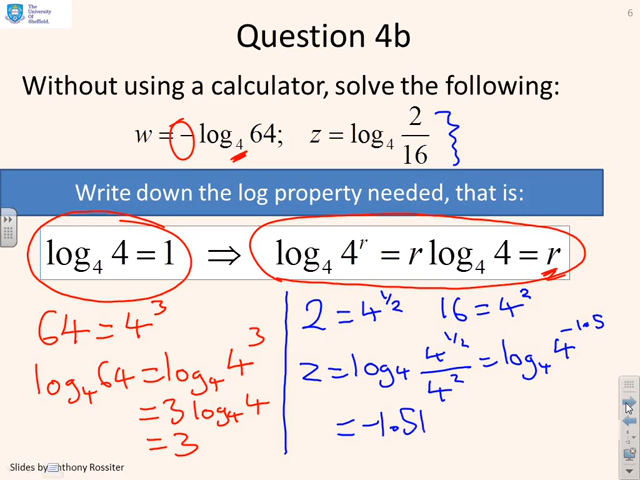 The
University
Of
Sheffield.
6
Question 4b
Without using a calculator, solve the following:
w = − log₄ 64; z = log₄ 2/16
Write down the log property needed, that is:
log₄ 4 = 1 ⇒ log₄ 4ʳ = r log₄ 4 = r
64 = 4³
log₄ 64 = log₄ 4³
= 3 log₄ 4
= 3
2 = 4^1/2 16 = 4²
z = log₄ 4^1/2 / 4² = log₄ 4^-1.5
= -1.51
Slides by Anthony Rossiter